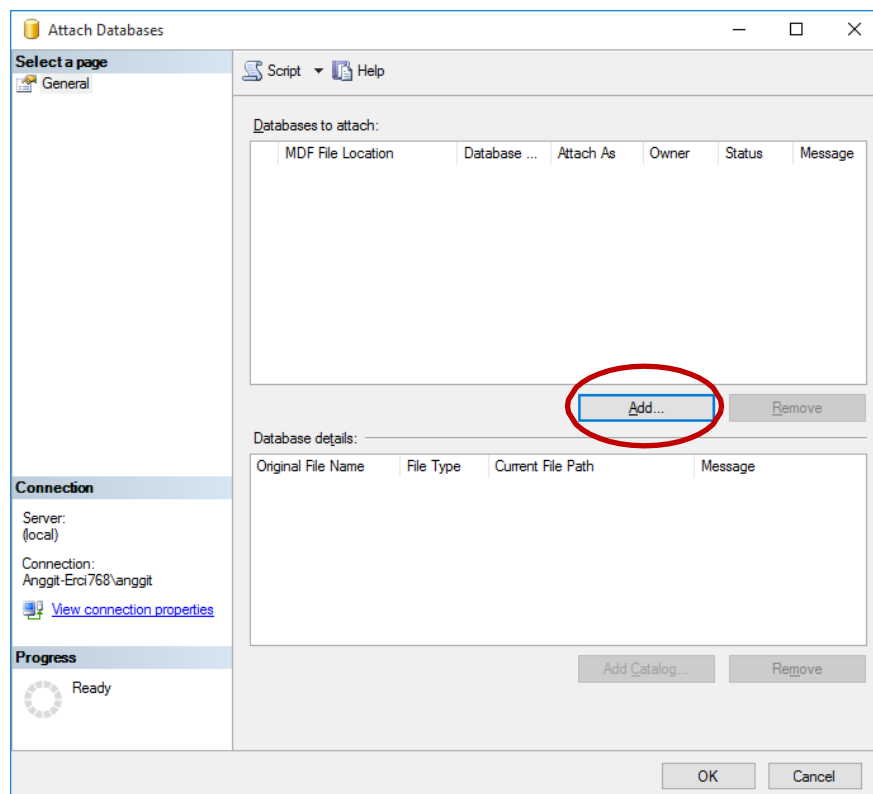 Attach Databases
Select a page
General
Script Help
Databases to attach:
MDF File Location Database ... Attach As Owner Status Message
Add... Remove
Database details:
Original File Name File Type Current File Path Message
Connection
Server:
(local)
Connection:
Anggit-Erci768\anggit
View connection properties
Progress
Ready
Add Catalog... Remove
OK Cancel